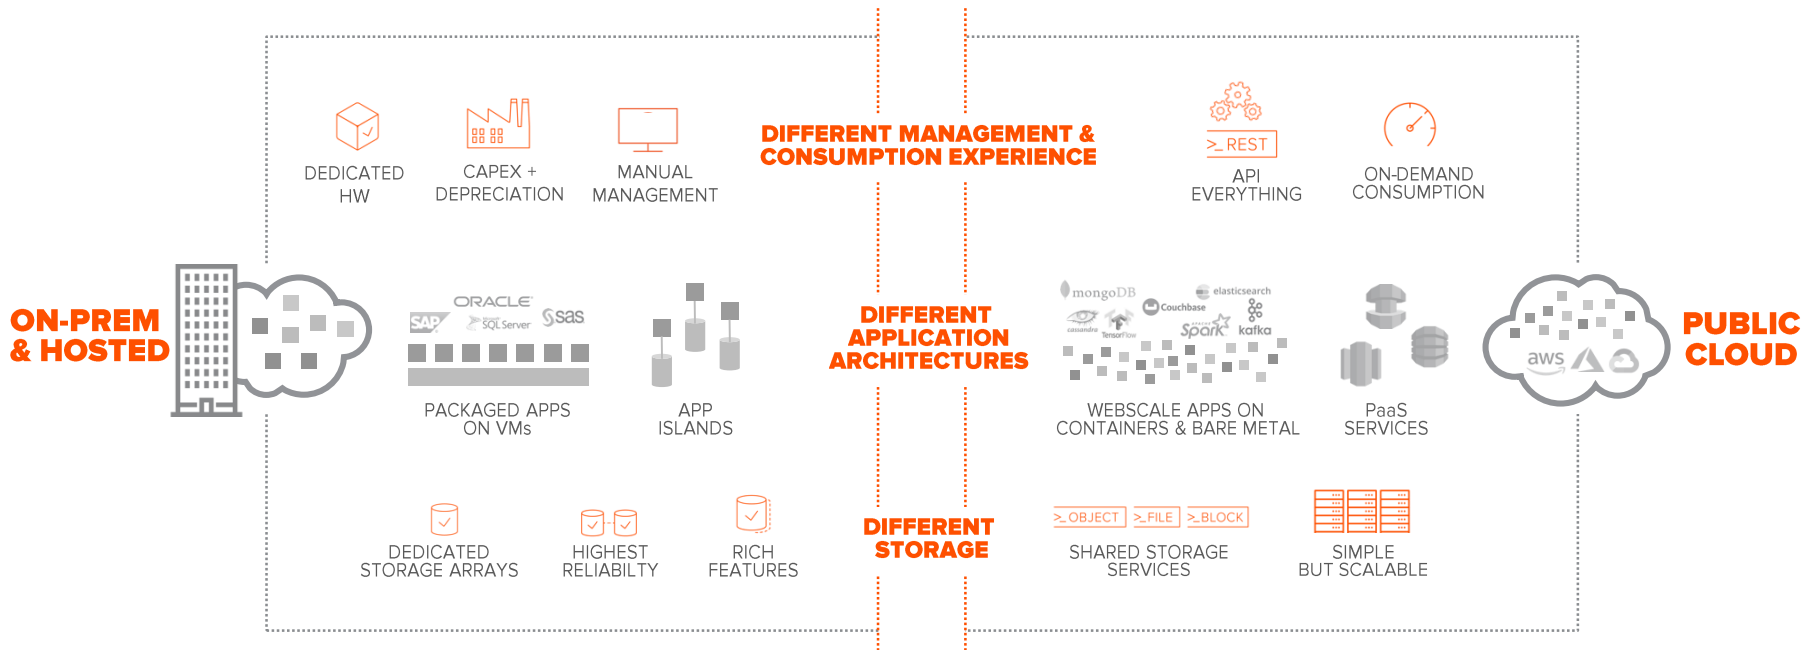 DIFFERENT MANAGEMENT &
CONSUMPTION EXPERIENCE
DEDICATED
HW
CAPEX +
DEPRECIATION
MANUAL
MANAGEMENT
>_ REST
API
EVERYTHING
ON-DEMAND
CONSUMPTION
ON-PREM
& HOSTED
ORACLE
SAP
Microsoft
SQL Server
sas
PACKAGED APPS
ON VMs
APP
ISLANDS
DIFFERENT
APPLICATION
ARCHITECTURES
mongoDB
elasticsearch
Couchbase
cassandra
TensorFlow
APACHE
Spark
kafka
WEBSCALE APPS ON
CONTAINERS & BARE METAL
PaaS
SERVICES
aws
PUBLIC
CLOUD
DEDICATED
STORAGE ARRAYS
HIGHEST
RELIABILTY
RICH
FEATURES
DIFFERENT
STORAGE
>_OBJECT
>_FILE
>_BLOCK
SHARED STORAGE
SERVICES
SIMPLE
BUT SCALABLE